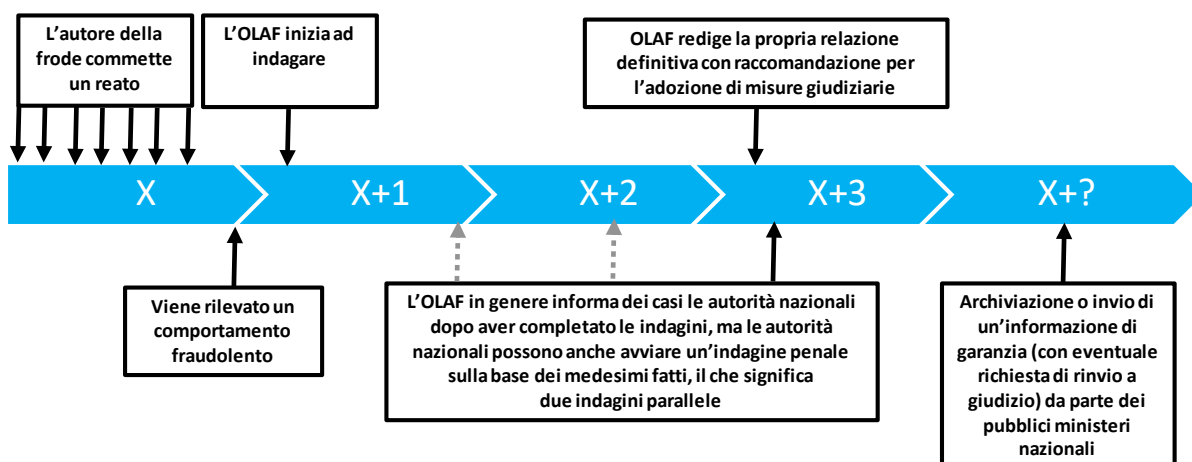 L'autore della
frode commette
un reato
L'OLAF inizia ad
indagare
OLAF redige la propria relazione
definitiva con raccomandazione per
l'adozione di misure giudiziarie
X
X+1
X+2
X+3
X+?
Viene rilevato un
comportamento
fraudolento
L'OLAF in genere informa dei casi le autorità nazionali
dopo aver completato le indagini, ma le autorità
nazionali possono anche avviare un'indagine penale
sulla base dei medesimi fatti, il che significa
due indagini parallele
Archiviazione o invio di
un'informazione di
garanzia (con eventuale
richiesta di rinvio a
giudizio) da parte dei
pubblici ministeri
nazionali